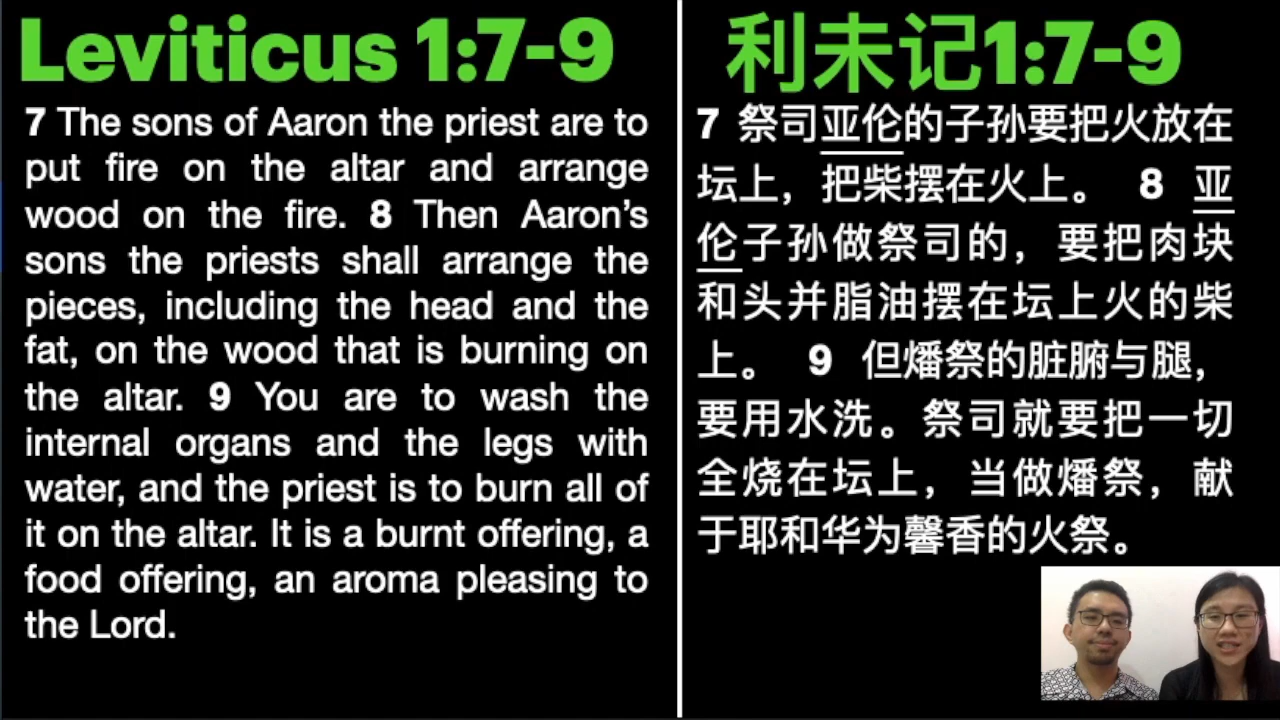 Leviticus 1:7-9
7 The sons of Aaron the priest are to
put fire on the altar and arrange
wood on the fire. 8 Then Aaron's
sons the priests shall arrange the
pieces, including the head and the
fat, on the wood that is burning on
the altar. 9 You are to wash the
internal organs and the legs with
water, and the priest is to burn all of
it on the altar. It is a burnt offering, a
food offering, an aroma pleasing to
the Lord.
利未记1:7-9
7 祭司亚伦的子孙要把火放在
坛上，把柴摆在火上。 8 亚
伦子孙做祭司的，要把肉块
和头并脂油摆在坛上火的柴
上。 9 但燔祭的脏腑与腿，
要用水洗。祭司就要把一切
全烧在坛上，当做燔祭，献
于耶和华为馨香的火祭。